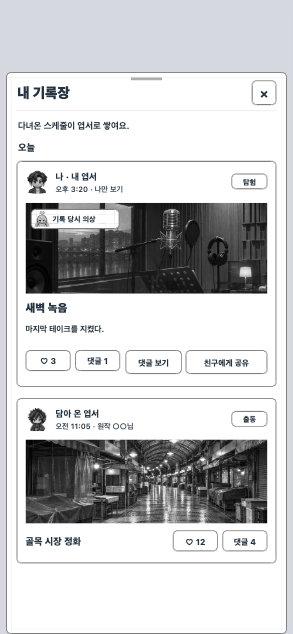 내 기록장
×
다녀온 스케줄이 엽서로 쌓여요.
오늘
나 · 내 엽서
오후 3:20 · 나만 보기
탐험
기록 당시 의상
새벽 녹음
마지막 테이크를 지켰다.
♡ 3
댓글 1
댓글 보기
친구에게 공유
담아 온 엽서
오전 11:05 · 원작 〇〇님
출동
골목 시장 정화
♡ 12
댓글 4